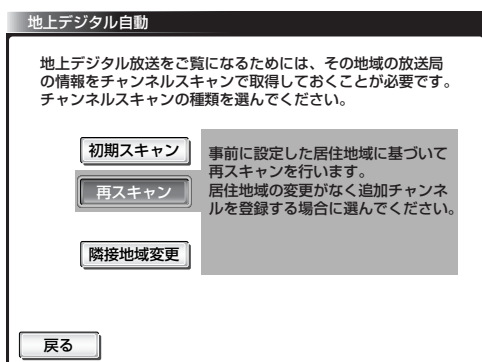 地上デジタル自動
地上デジタル放送をご覧になるためには、その地域の放送局
の情報をチャンネルスキャンで取得しておくことが必要です。
チャンネルスキャンの種類を選んでください。
初期スキャン
再スキャン
隣接地域変更
事前に設定した居住地域に基づいて
再スキャンを行います。
居住地域の変更がなく追加チャンネ
ルを登録する場合に選んでください。
戻る